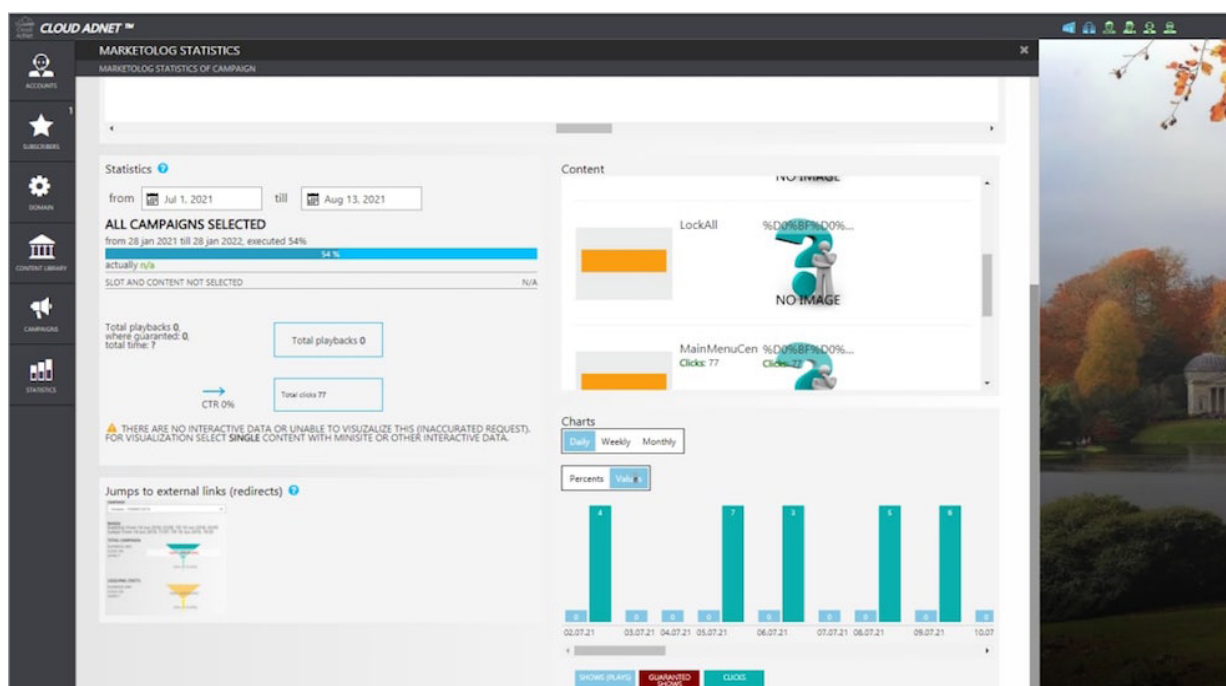 CLOUD ADNET ™
MARKETOLOG STATISTICS
MARKETOLOG STATISTICS OF CAMPAIGN
ACCOUNTS
1
SUBSCRIBERS
DOMAIN
CONTENT LIBRARY
CAMPAIGNS
STATISTICS
Statistics ?
from Jul 1, 2021 till Aug 13, 2021
ALL CAMPAIGNS SELECTED
from 28 jan 2021 till 28 jan 2022, executed 54%
54 %
actually n/a
SLOT AND CONTENT NOT SELECTED N/A
Total playbacks 0,
where guaranted: 0,
total time: ?
Total playbacks 0
CTR 0%
Total clicks 77
THERE ARE NO INTERACTIVE DATA OR UNABLE TO VISUZALIZE THIS (INACCURATED REQUEST).
FOR VISUALIZATION SELECT SINGLE CONTENT WITH MINISITE OR OTHER INTERACTIVE DATA.
Jumps to external links (redirects) ?
Content
NO IMAGE
LockAll %D0%BF%D0%...
NO IMAGE
MainMenuCen %D0%BF%D0%...
Clicks: 77 Clicks: 77
Charts
Daily Weekly Monthly
Percents Values
4 7 3 5 6
0 0 0 0 0 0 0 0 0
02.07.21 03.07.21 04.07.21 05.07.21 06.07.21 07.07.21 08.07.21 09.07.21 10.07
SHOWS (PLAYS) GUARANTED SHOWS CLICKS